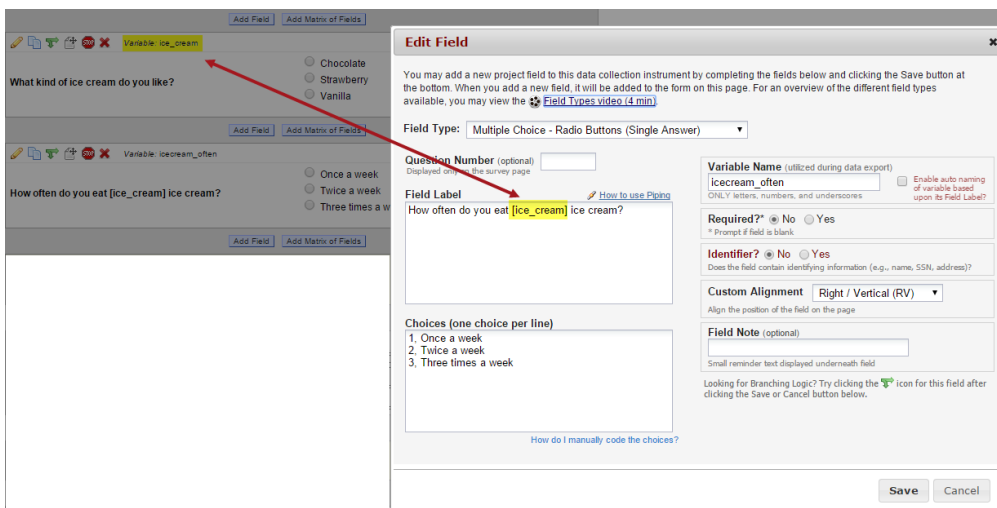 Add Field Add Matrix of Fields
Variable: ice_cream
What kind of ice cream do you like?
Chocolate
Strawberry
Vanilla
Add Field Add Matrix of Fields
Variable: icecream_often
How often do you eat [ice_cream] ice cream?
Once a week
Twice a week
Three times a w
Add Field Add Matrix of Fields
Edit Field
x
You may add a new project field to this data collection instrument by completing the fields below and clicking the Save button at
the bottom. When you add a new field, it will be added to the form on this page. For an overview of the different field types
available, you may view the Field Types video (4 min).
Field Type: Multiple Choice - Radio Buttons (Single Answer)
Question Number (optional)
Displayed only on the survey page
Field Label How to use Piping
How often do you eat [ice_cream] ice cream?
Choices (one choice per line)
1, Once a week
2, Twice a week
3, Three times a week
How do I manually code the choices?
Variable Name (utilized during data export)
icecream_often
ONLY letters, numbers, and underscores
Enable auto naming
of variable based
upon its Field Label?
Required?* No Yes
* Prompt if field is blank
Identifier? No Yes
Does the field contain identifying information (e.g., name, SSN, address)?
Custom Alignment Right / Vertical (RV)
Align the position of the field on the page
Field Note (optional)
Small reminder text displayed underneath field
Looking for Branching Logic? Try clicking the icon for this field after
clicking the Save or Cancel button below.
Save Cancel